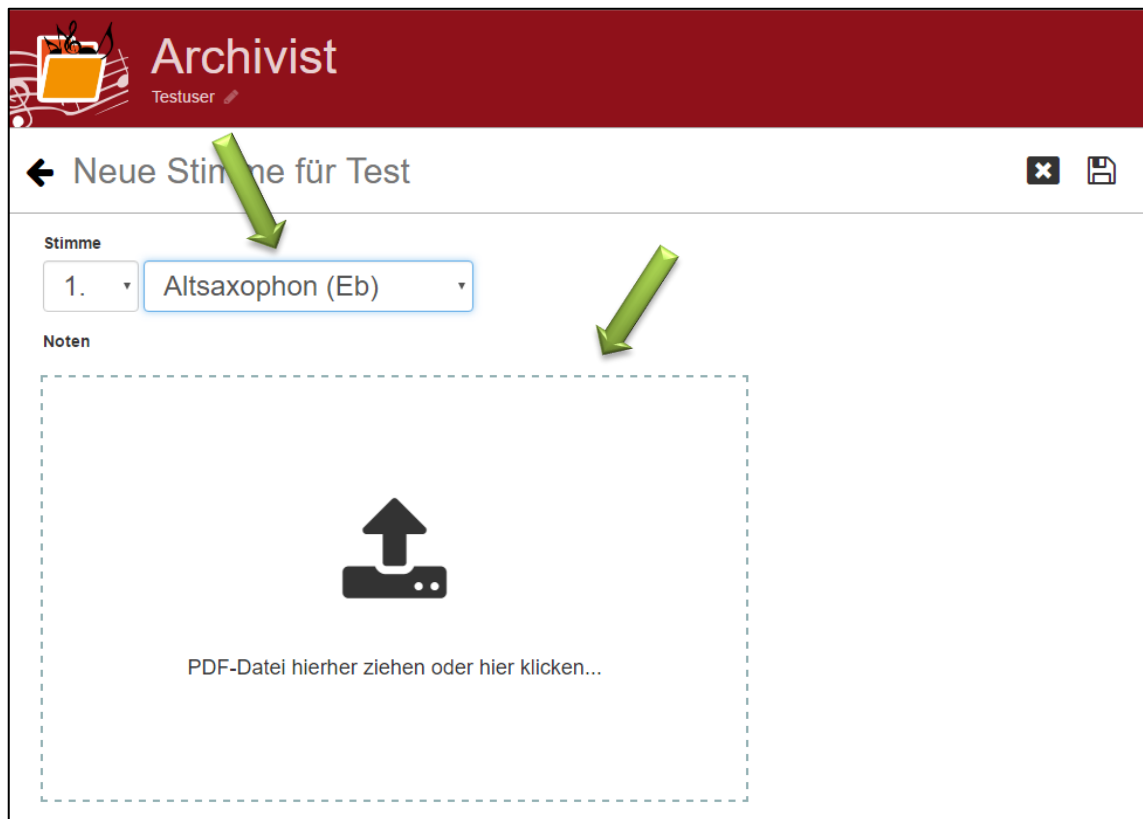 Archivist
Testuser
Neue Stimme für Test
Stimme
1. Altsaxophon (Eb)
Noten
PDF-Datei hierher ziehen oder hier klicken...